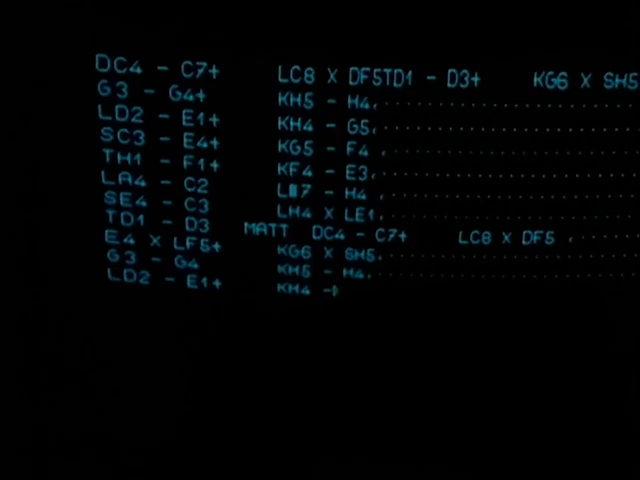 DC4 - C7+ LC8 X DF5TD1 - D3+ KG6 X SH5
G3 - G4+ KH5 - H4.
LD2 - E1+ KH4 - G5.
SC3 - E4+ KG5 - F4.
TH1 - F1+ KF4 - E3.
LA4 - C2 - H4.
SE4 - C3 LH4 X LE1.
TD1 - D3 MATT DC4 - C7+ LC8 X DF5.
E4 X LF5+ KG6 X SH5.
G3 - G4 KH5 - H4.
LD2 - E1+ KH4 -